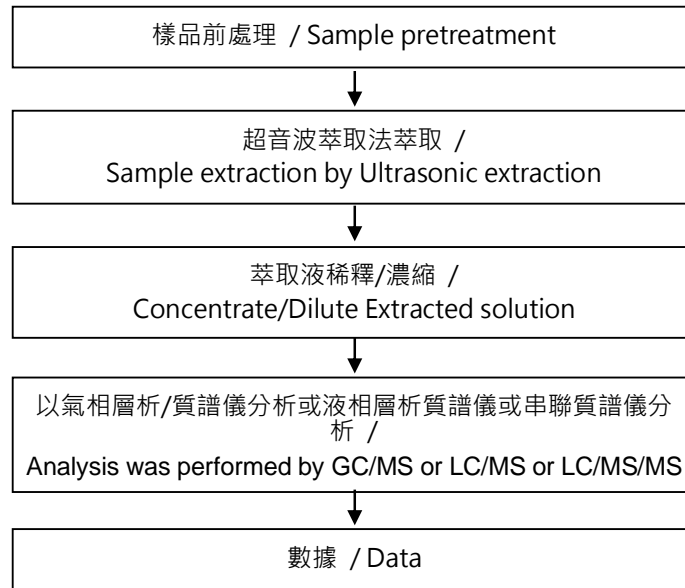 樣品前處理 / Sample pretreatment
超音波萃取法萃取 /
Sample extraction by Ultrasonic extraction
萃取液稀釋/濃縮 /
Concentrate/Dilute Extracted solution
以氣相層析/質譜儀分析或液相層析質譜儀或串聯質譜儀分
析 /
Analysis was performed by GC/MS or LC/MS or LC/MS/MS
數據 / Data